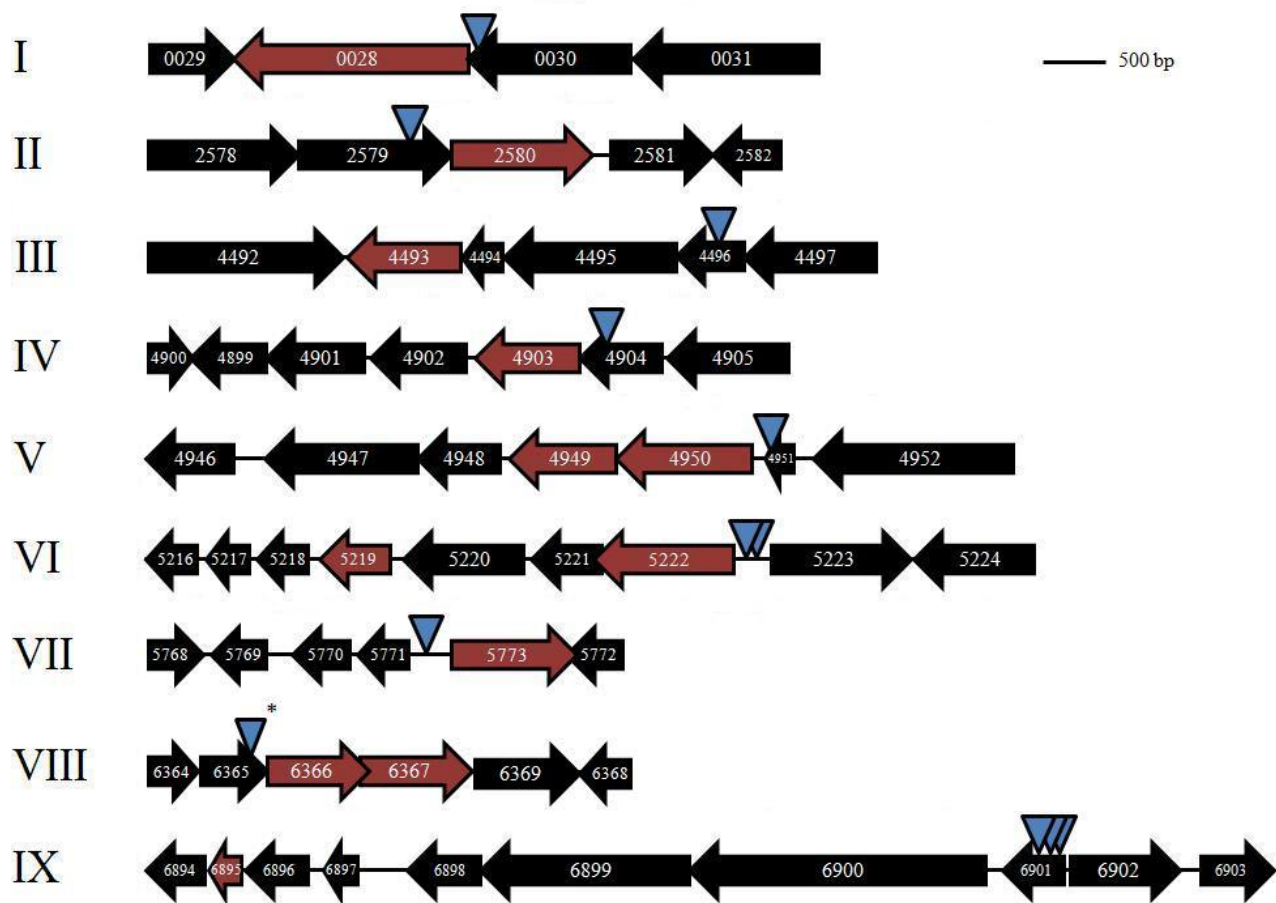 I 0029 0028 0030 0031 500 bp
II 2578 2579 2580 2581 2582
III 4492 4493 4494 4495 4496 4497
IV 4900 4899 4901 4902 4903 4904 4905
V 4946 4947 4948 4949 4950 4951 4952
VI 5216 5217 5218 5219 5220 5221 5222 5223 5224
VII 5768 5769 5770 5771 5773 5772
*
VIII 6364 6365 6366 6367 6369 6368
IX 6894 6895 6896 6897 6898 6899 6900 6901 6902 6903